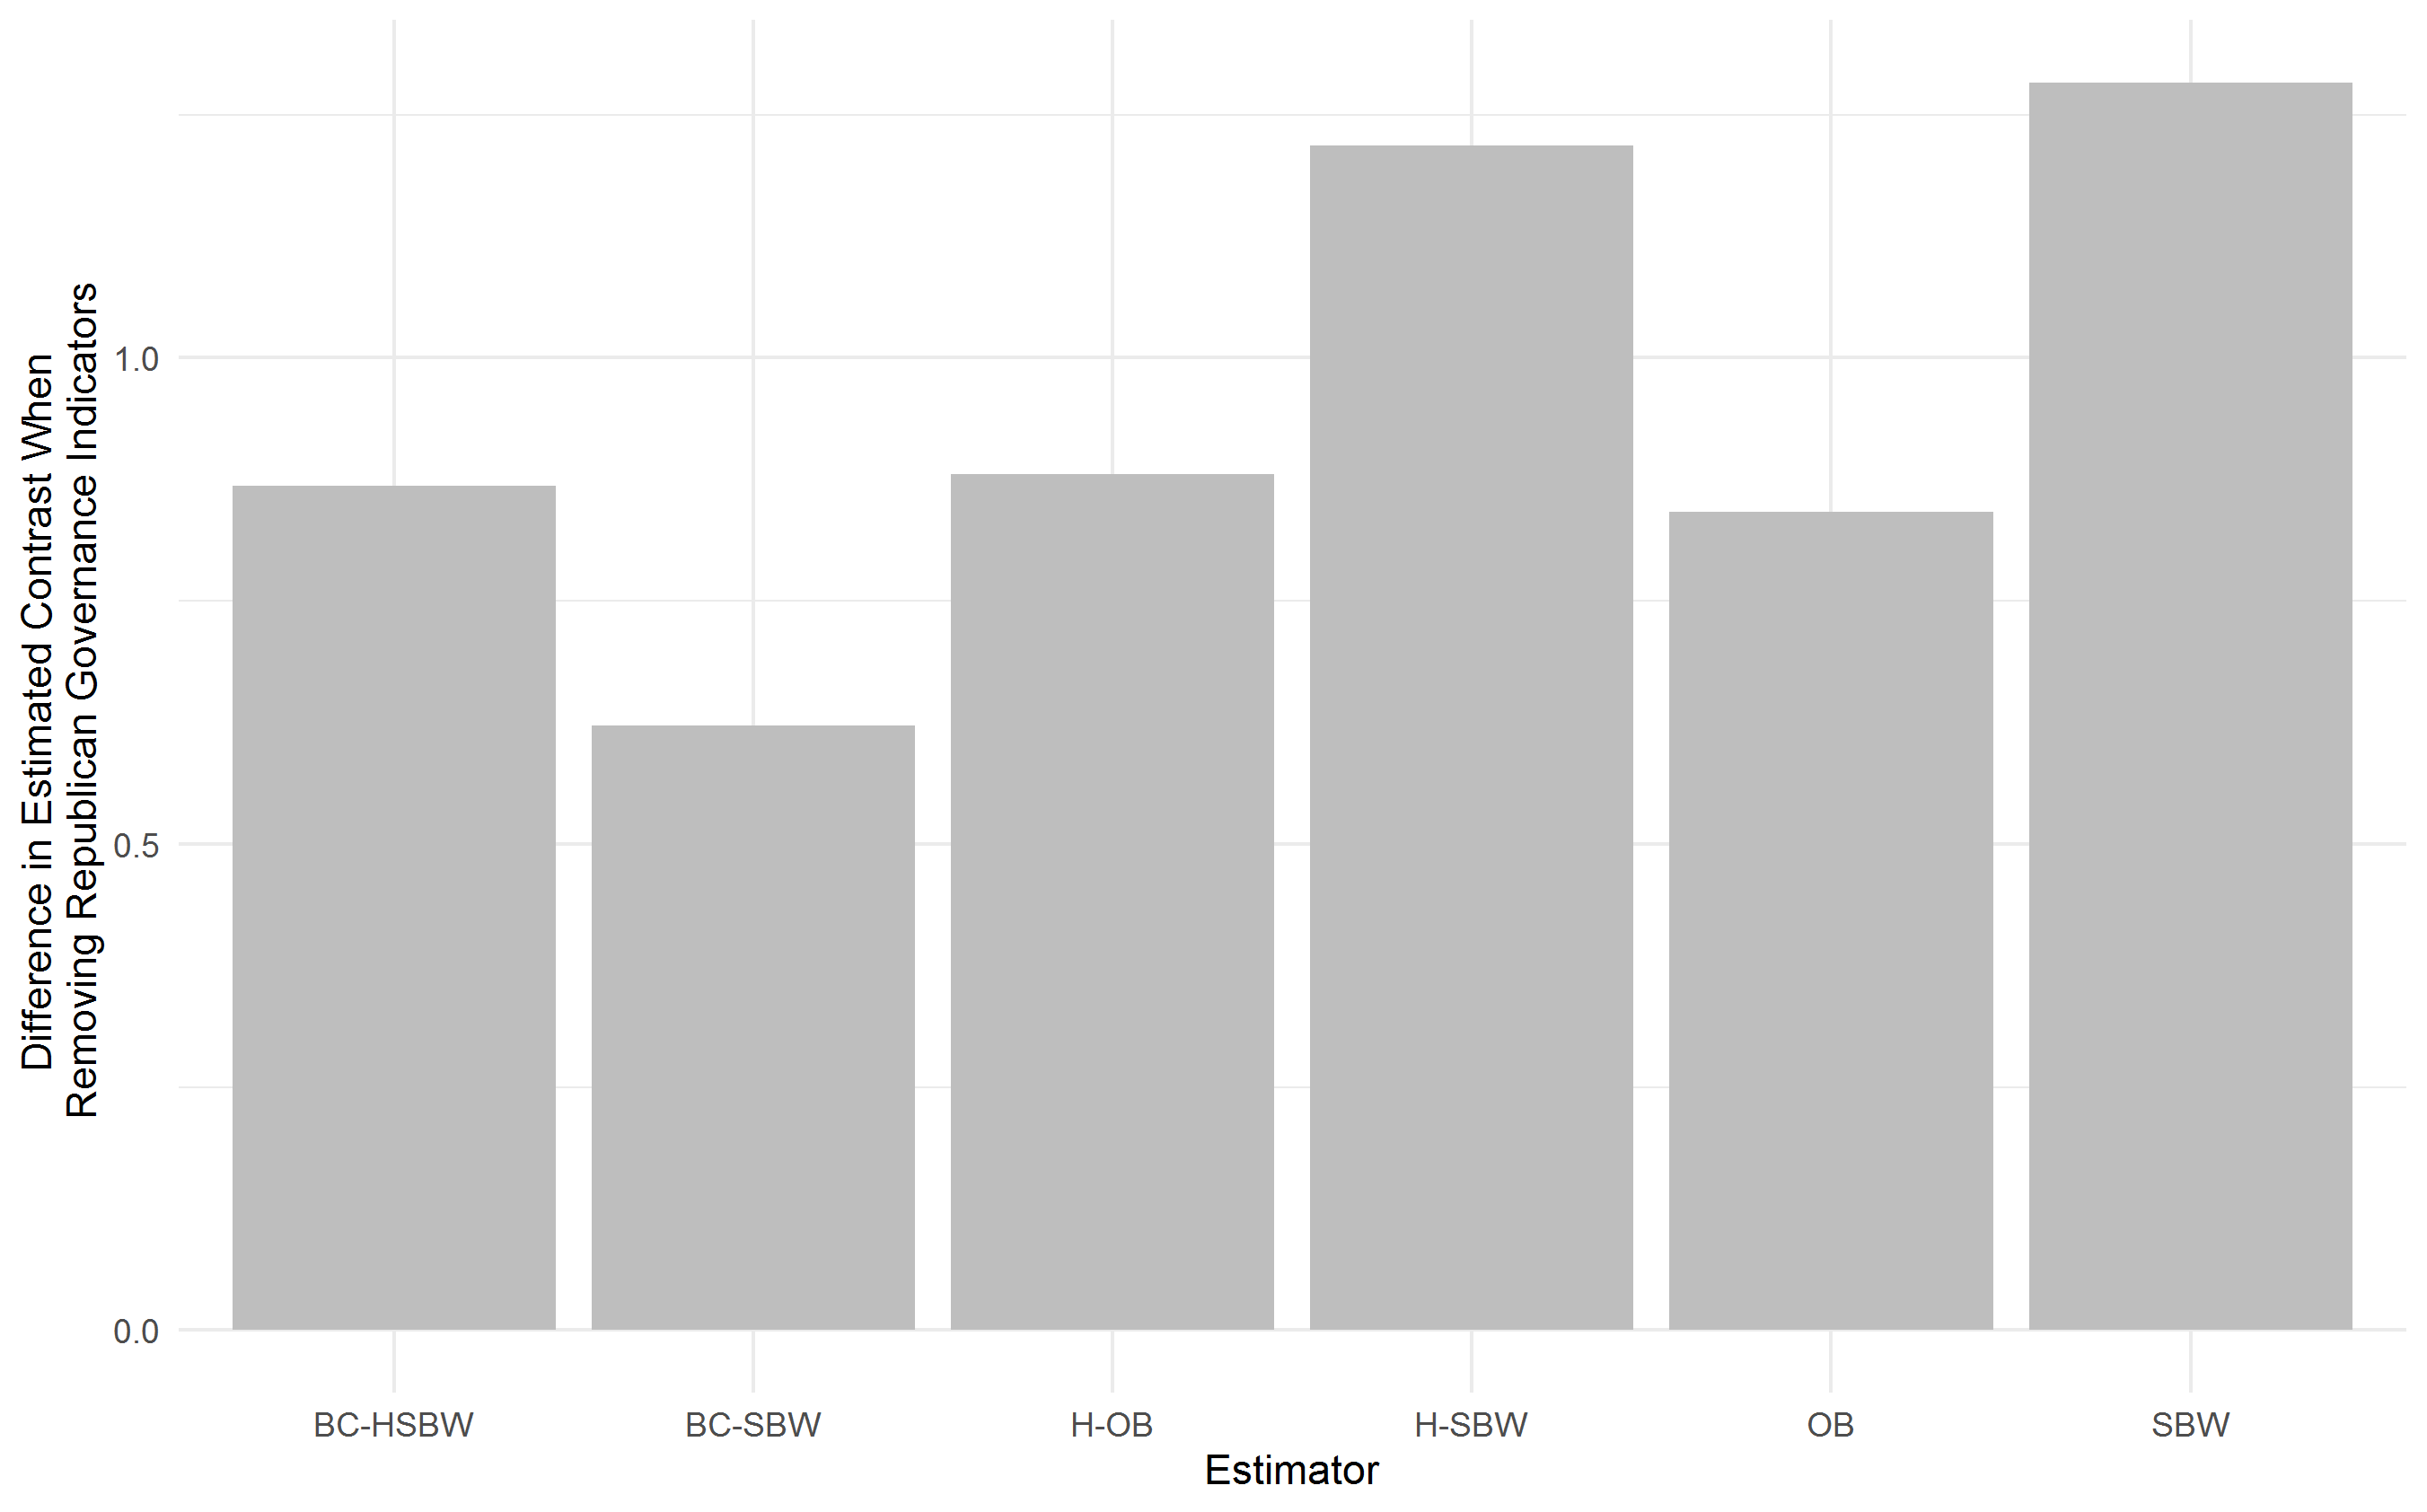 Difference in Estimated Contrast When
Removing Republican Governance Indicators
1.0
0.5
0.0
BC-HSBW
BC-SBW
H-OB
H-SBW
OB
SBW
Estimator